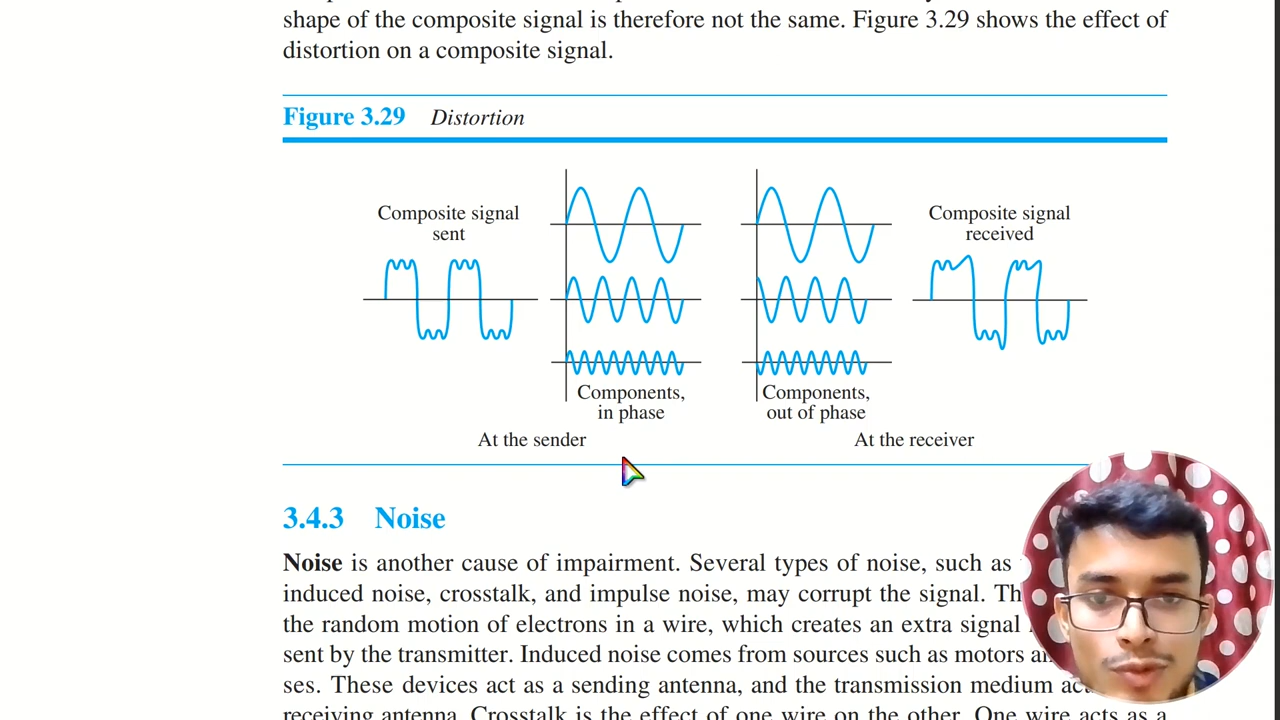 shape of the composite signal is therefore not the same. Figure 3.29 shows the effect of
distortion on a composite signal.
Figure 3.29 Distortion
Composite signal
sent
Composite signal
received
Components,
in phase
Components,
out of phase
At the sender
At the receiver
3.4.3 Noise
Noise is another cause of impairment. Several types of noise, such as
induced noise, crosstalk, and impulse noise, may corrupt the signal. Th
the random motion of electrons in a wire, which creates an extra signal
sent by the transmitter. Induced noise comes from sources such as motors
ses. These devices act as a sending antenna, and the transmission medium
receiving antenna. Crosstalk is the effect of one wire on the other. One wire acts as a